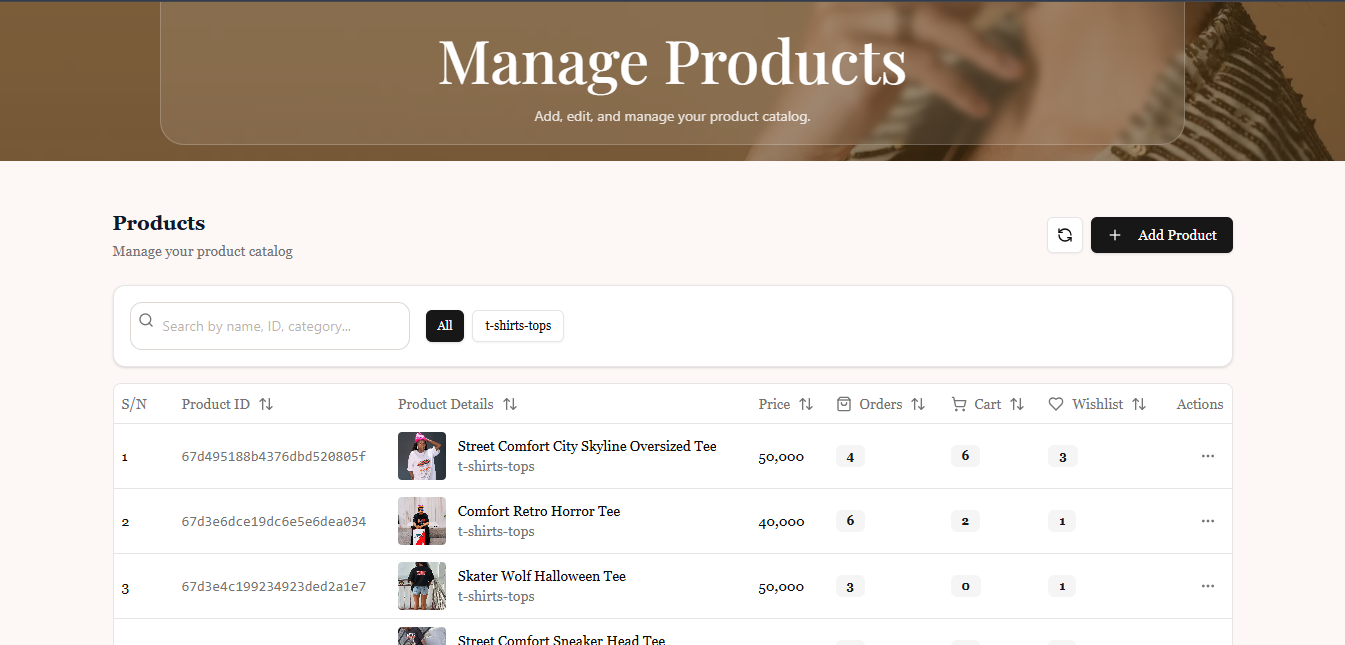 Manage Products
Add, edit, and manage your product catalog.
Products
Manage your product catalog
Add Product
Search by name, ID, category...
All
t-shirts-tops
S/N Product ID Product Details Price Orders Cart Wishlist Actions
1 67d495188b4376dbd520805f Street Comfort City Skyline Oversized Tee 50,000 4 6 3
t-shirts-tops
2 67d3e6dce19dc6e5e6dea034 Comfort Retro Horror Tee 40,000 6 2 1
t-shirts-tops
3 67d3e4c199234923ded2a1e7 Skater Wolf Halloween Tee 50,000 3 0 1
t-shirts-tops
Street Comfort Sneaker Head Tee